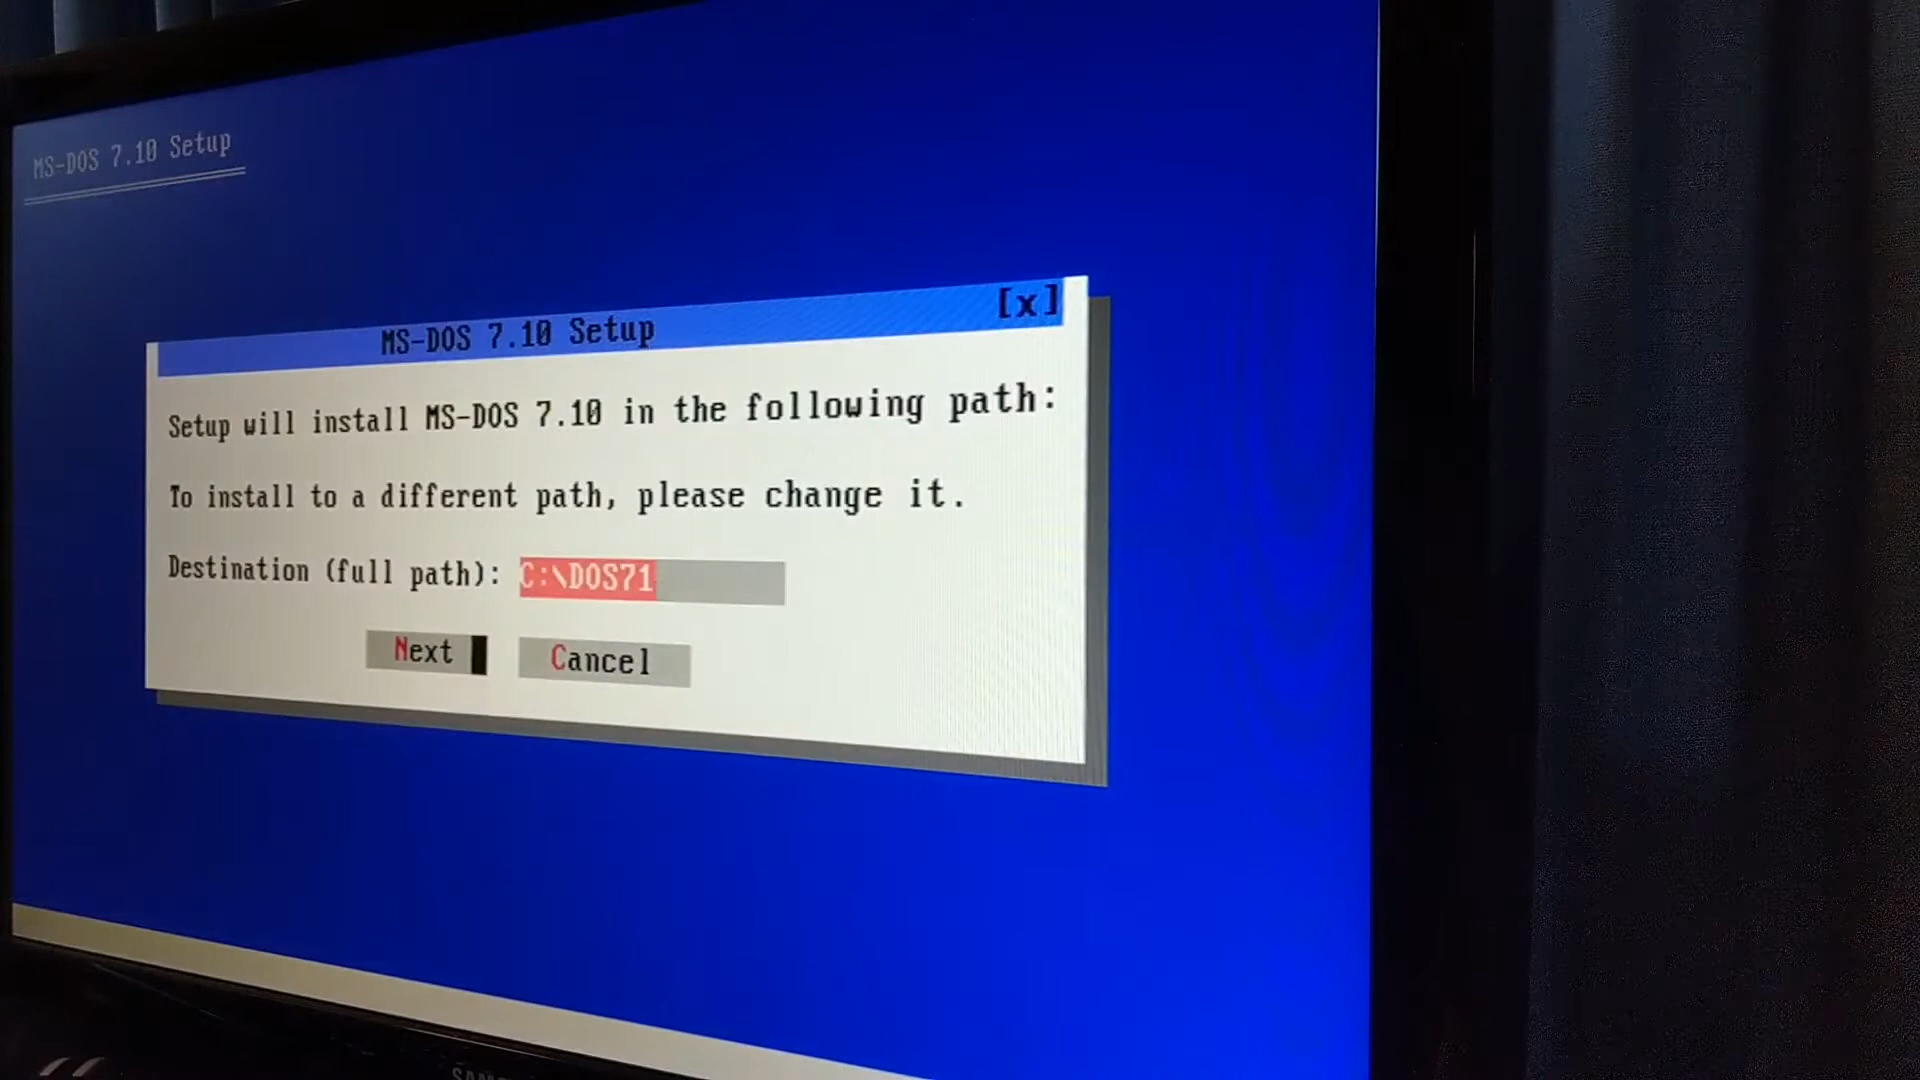 MS-DOS 7.10 Setup
MS-DOS 7.10 Setup [x]
Setup will install MS-DOS 7.10 in the following path:
To install to a different path, please change it.
Destination (full path): C:\DOS71
Next Cancel